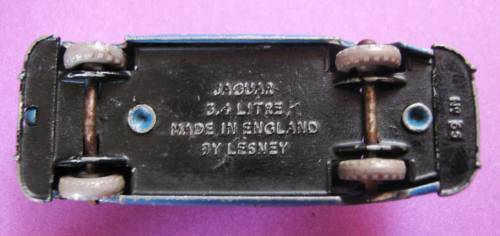 JAGUAR
3.4 LITRE
MADE IN ENGLAND
BY LESNEY